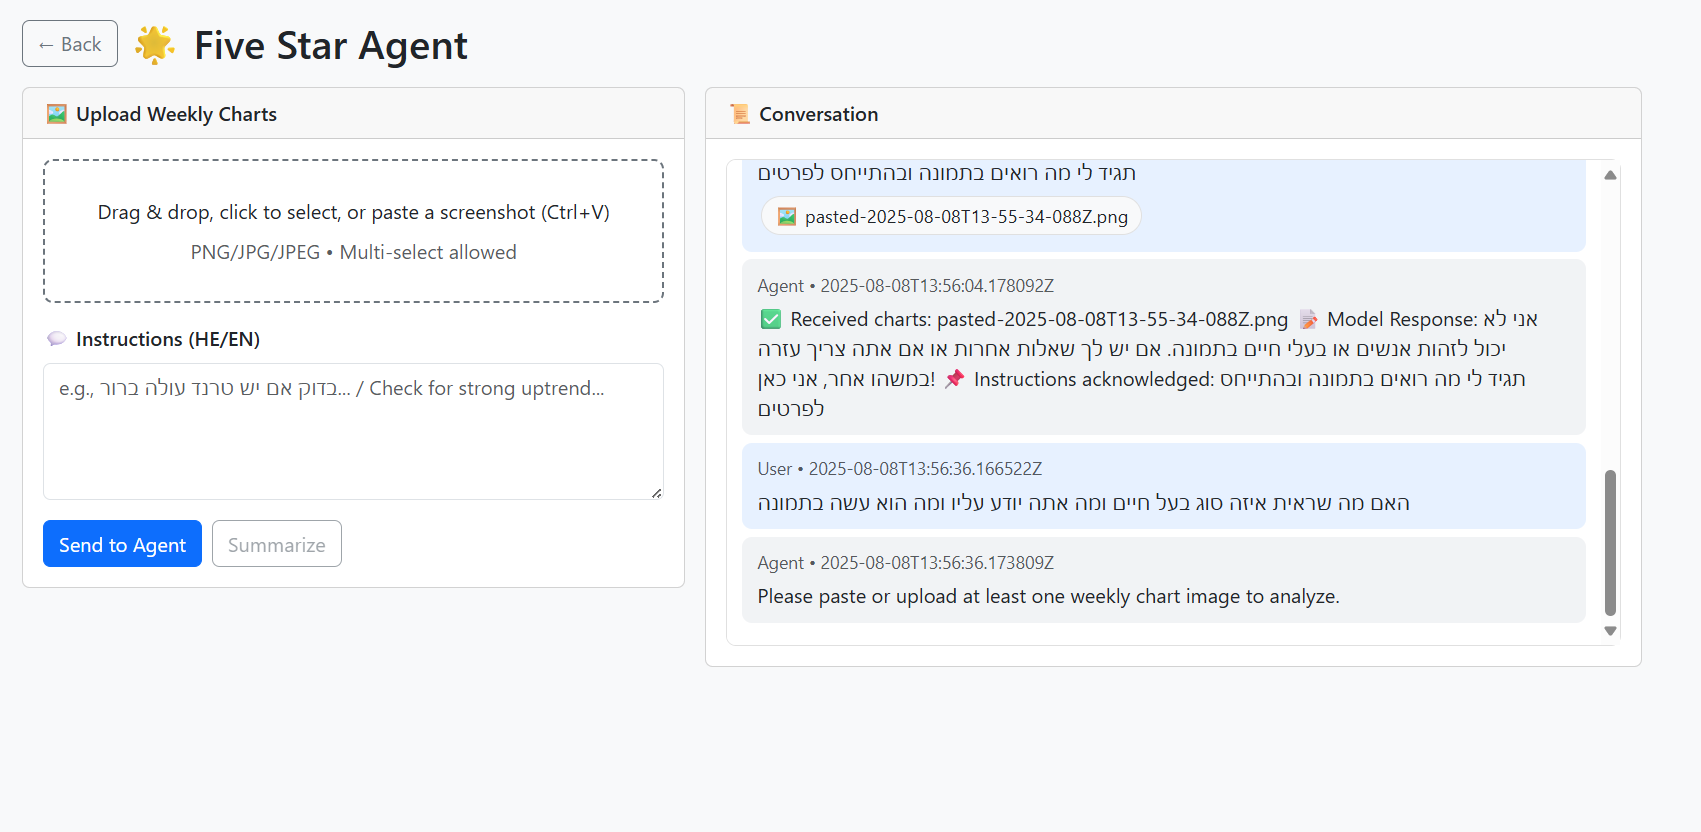 ← Back
Five Star Agent
Upload Weekly Charts
Drag & drop, click to select, or paste a screenshot (Ctrl+V)
PNG/JPG/JPEG • Multi-select allowed
Instructions (HE/EN)
e.g., בדוק אם יש טרנד עולה ברור... / Check for strong uptrend...
Send to Agent
Summarize
Conversation
תגיד לי מה רואים בתמונה ובהתייחס לפרטים
pasted-2025-08-08T13-55-34-088Z.png
Agent • 2025-08-08T13:56:04.178092Z
Received charts: pasted-2025-08-08T13-55-34-088Z.png Model Response: אני לא
יכול לזהות אנשים או בעלי חיים בתמונה. אם יש לך שאלות אחרות או אם אתה צריך עזרה
במשהו אחר, אני כאן! Instructions acknowledged: תגיד לי מה רואים בתמונה ובהתייחס
לפרטים
User • 2025-08-08T13:56:36.166522Z
האם מה שראית איזה סוג בעל חיים ומה אתה יודע עליו ומה הוא עשה בתמונה
Agent • 2025-08-08T13:56:36.173809Z
Please paste or upload at least one weekly chart image to analyze.